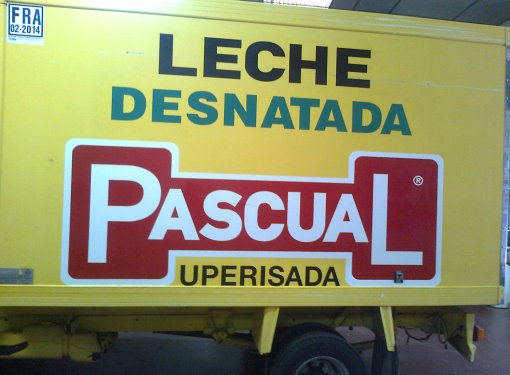 FRA
02-2014
LECHE
DESNATADA
PASCUAL®
UPERISADA